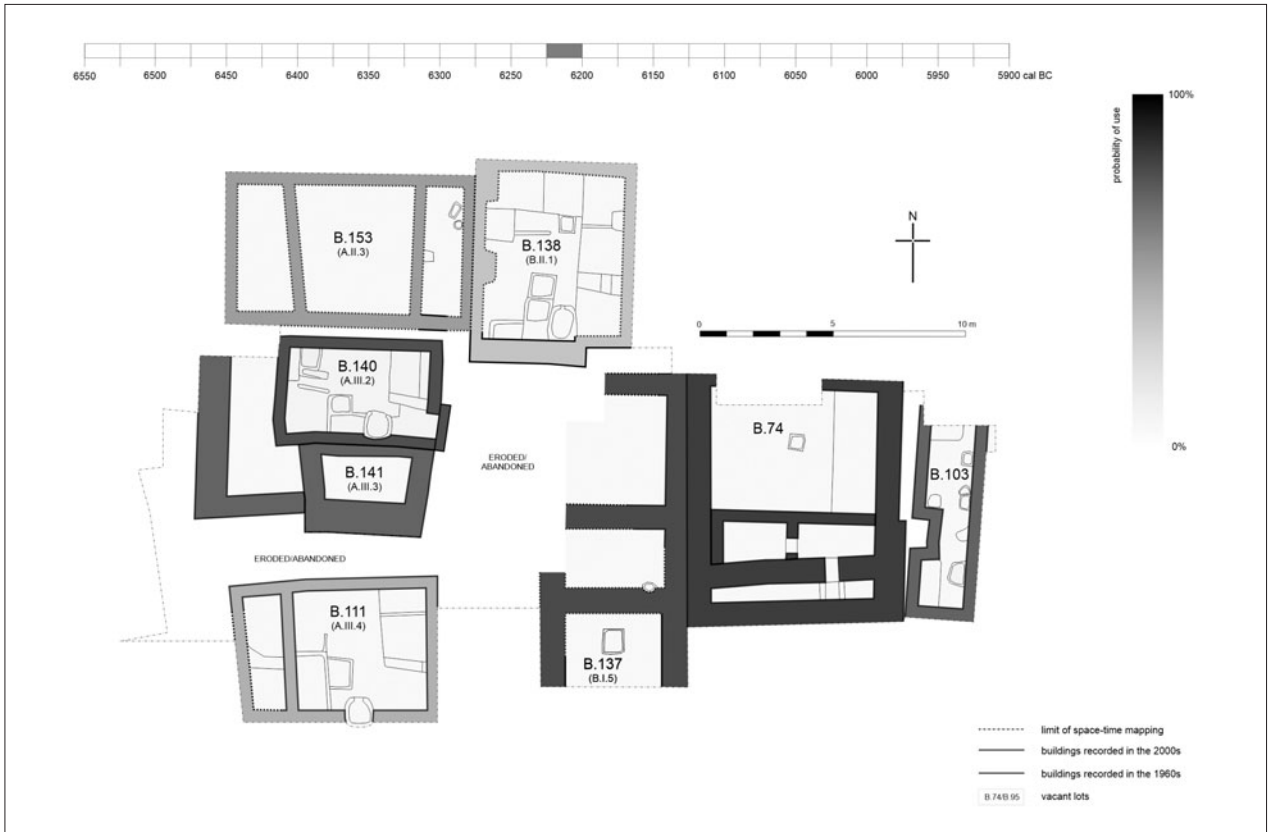 6550 6500 6450 6400 6350 6300 6250 6200 6150 6100 6050 6000 5950 5900 cal BC
100%
probability of use
0%
N
0 5 10 m
B.153
(A.II.3)
B.138
(B.II.1)
B.140
(A.III.2)
B.141
(A.III.3)
ERODED/
ABANDONED
B.74
B.103
ERODED/ABANDONED
B.111
(A.III.4)
B.137
(B.I.5)
limit of space-time mapping
buildings recorded in the 2000s
buildings recorded in the 1960s
B.74/B.95 vacant lots